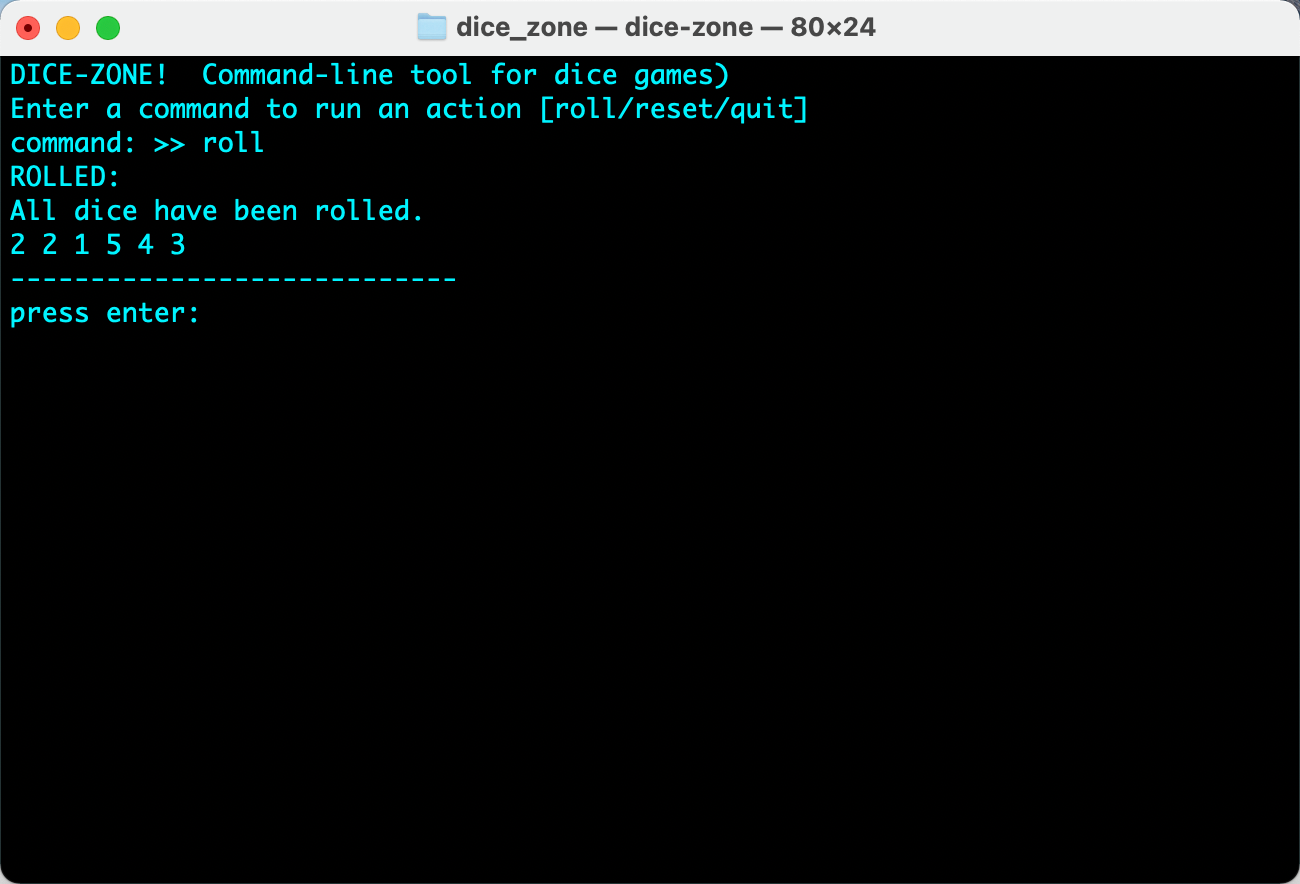 dice_zone — dice-zone — 80×24
DICE-ZONE!  Command-line tool for dice games)
Enter a command to run an action [roll/reset/quit]
command: >> roll
ROLLED:
All dice have been rolled.
2 2 1 5 4 3
----------------------------
press enter: